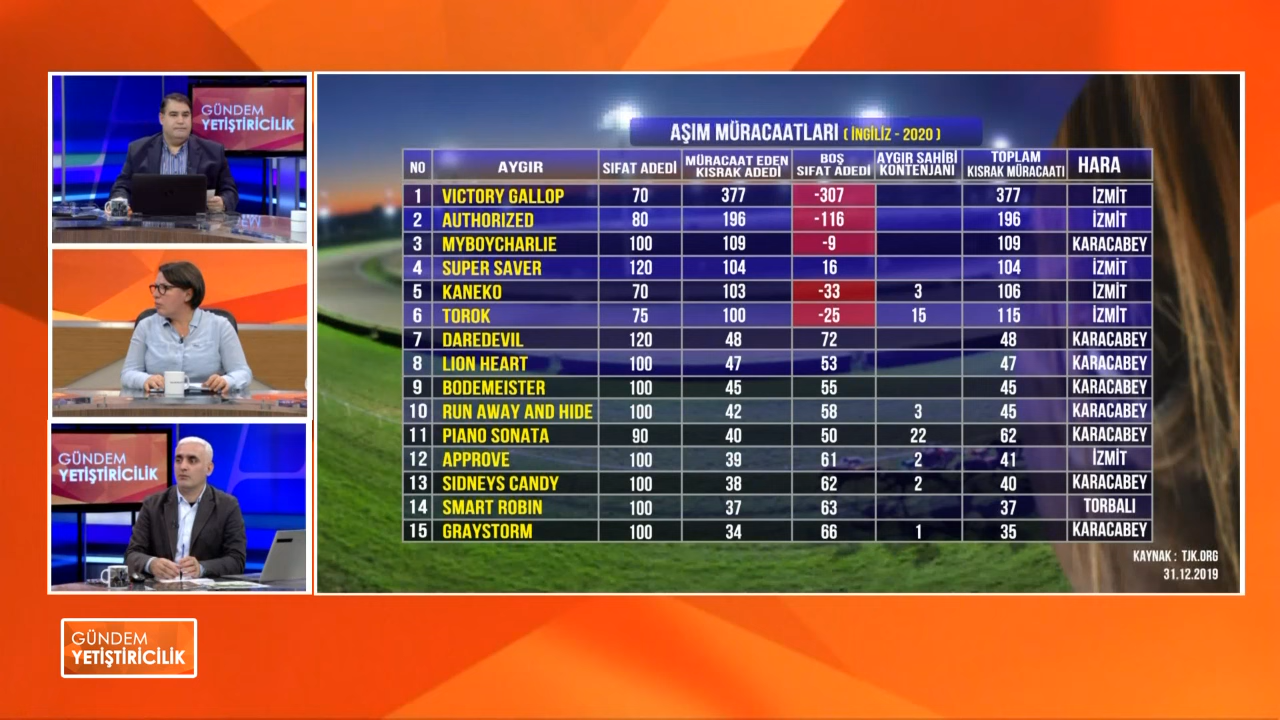 GÜNDEM
YETİŞTİRİCİLİK
GÜNDEM
YETİŞTİRİCİLİK
GÜNDEM
YETİŞTİRİCİLİK
AŞIM MÜRACAATLARI ( İNGİLİZ - 2020 )
NO AYGIR SIFAT ADEDİ MÜRACAAT EDEN KISRAK ADEDİ BOŞ SIFAT ADEDİ AYGIR SAHİBİ KONTENJANI TOPLAM KISRAK MÜRACAATI HARA
1 VICTORY GALLOP 70 377 -307 377 İZMİT
2 AUTHORIZED 80 196 -116 196 İZMİT
3 MYBOYCHARLIE 100 109 -9 109 KARACABEY
4 SUPER SAVER 120 104 16 104 İZMİT
5 KANEKO 70 103 -33 3 106 İZMİT
6 TOROK 75 100 -25 15 115 İZMİT
7 DAREDEVIL 120 48 72 48 KARACABEY
8 LION HEART 100 47 53 47 KARACABEY
9 BODEMEISTER 100 45 55 45 KARACABEY
10 RUN AWAY AND HIDE 100 42 58 3 45 KARACABEY
11 PIANO SONATA 90 40 50 22 62 KARACABEY
12 APPROVE 100 39 61 2 41 İZMİT
13 SIDNEYS CANDY 100 38 62 2 40 KARACABEY
14 SMART ROBIN 100 37 63 37 TORBALI
15 GRAYSTORM 100 34 66 1 35 KARACABEY
KAYNAK : TJK.ORG
31.12.2019